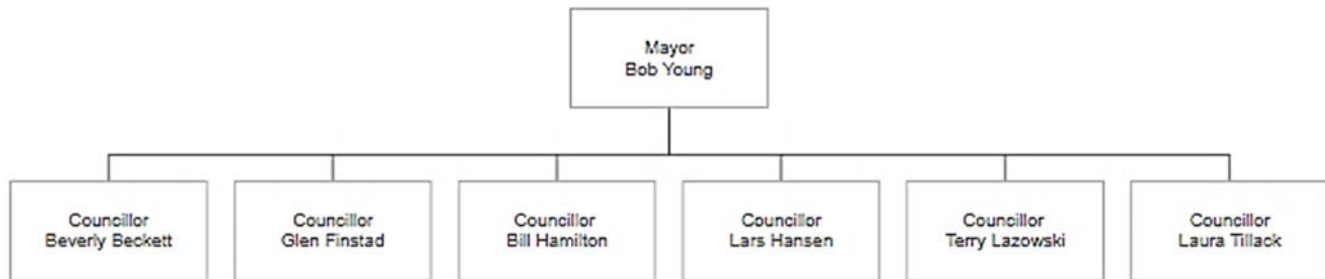 Mayor
Bob Young
Councillor
Beverly Beckett
Councillor
Glen Finstad
Councillor
Bill Hamilton
Councillor
Lars Hansen
Councillor
Terry Lazowski
Councillor
Laura Tillack